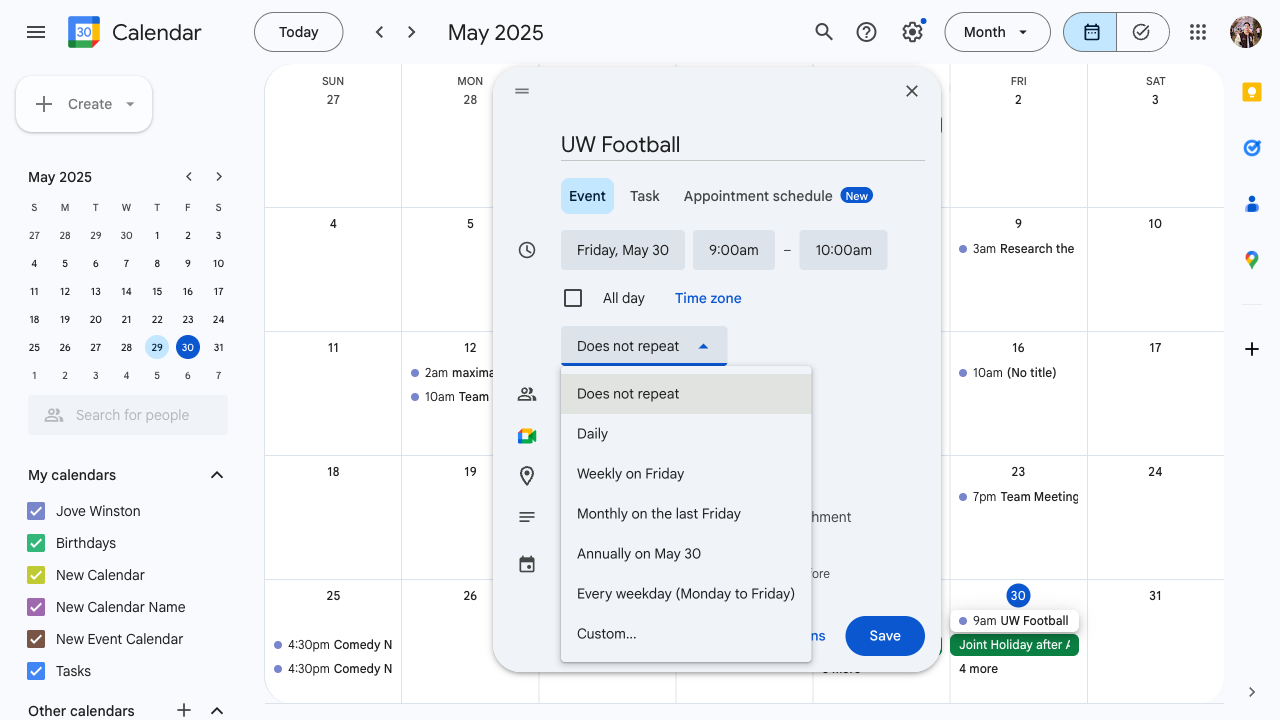 Calendar
Today
May 2025
Month
Create
May 2025
S M T W T F S
27 28 29 30 1 2 3
4 5 6 7 8 9 10
11 12 13 14 15 16 17
18 19 20 21 22 23 24
25 26 27 28 29 30 31
1 2 3 4 5 6 7
Search for people
My calendars
Jove Winston
Birthdays
New Calendar
New Calendar Name
New Event Calendar
Tasks
Other calendars
SUN MON FRI SAT
27 28 2 3
4 5 9 10
3am Research the
11 12 16 17
2am maxima
10am Team
10am (No title)
18 19 23 24
7pm Team Meeting
25 26 30 31
4:30pm Comedy N
4:30pm Comedy N
9am UW Football
Joint Holiday after A
4 more
UW Football
Event Task Appointment schedule New
Friday, May 30 9:00am – 10:00am
All day Time zone
Does not repeat
Does not repeat
Daily
Weekly on Friday
Monthly on the last Friday
Annually on May 30
Every weekday (Monday to Friday)
Custom...
Save